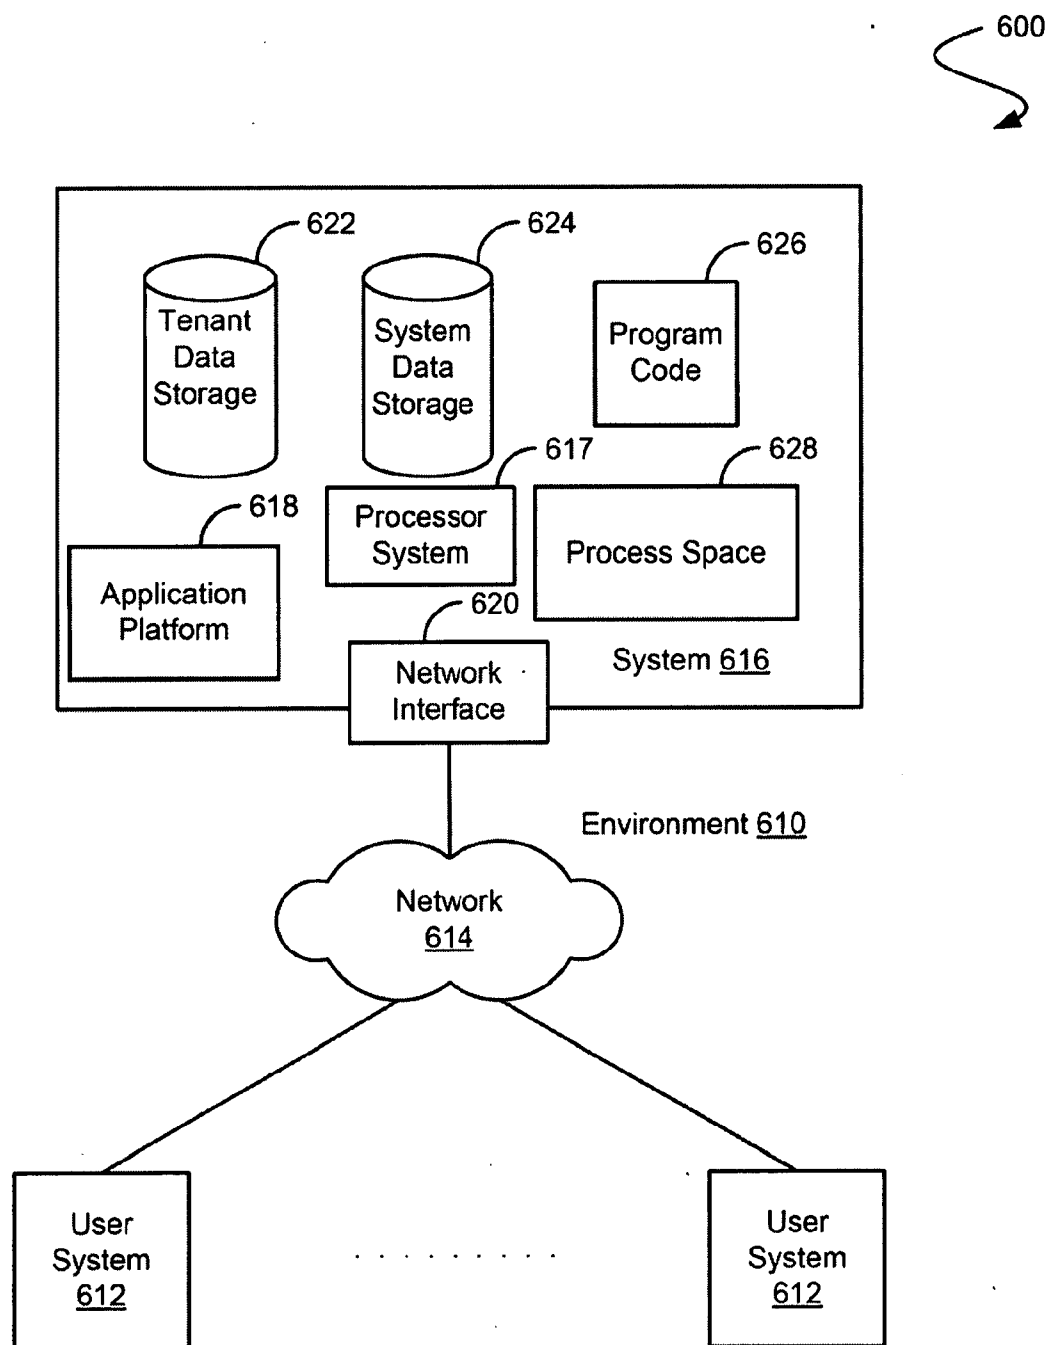 600
622
624
626
Tenant
Data
Storage
System
Data
Storage
Program
Code
617
628
618
Processor
System
Process Space
Application
Platform
620
System 616
Network
Interface
Environment 610
Network
614
User
System
612
. . . . . . . . .
User
System
612